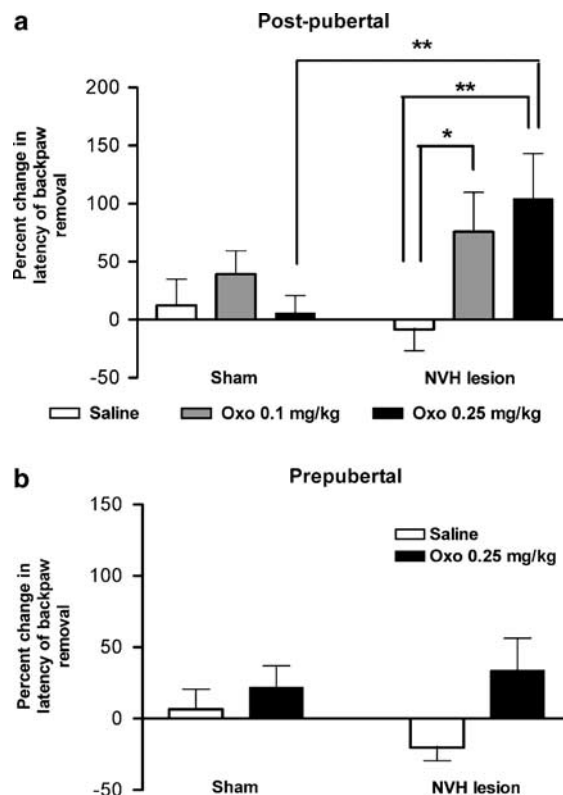 a
Post-pubertal
Percent change in
latency of backpaw
removal
200
150
100
50
0
-50
**
**
*
Sham
NVH lesion
Saline
Oxo 0.1 mg/kg
Oxo 0.25 mg/kg
b
Prepubertal
Percent change in
latency of backpaw
removal
150
100
50
0
-50
Saline
Oxo 0.25 mg/kg
Sham
NVH lesion